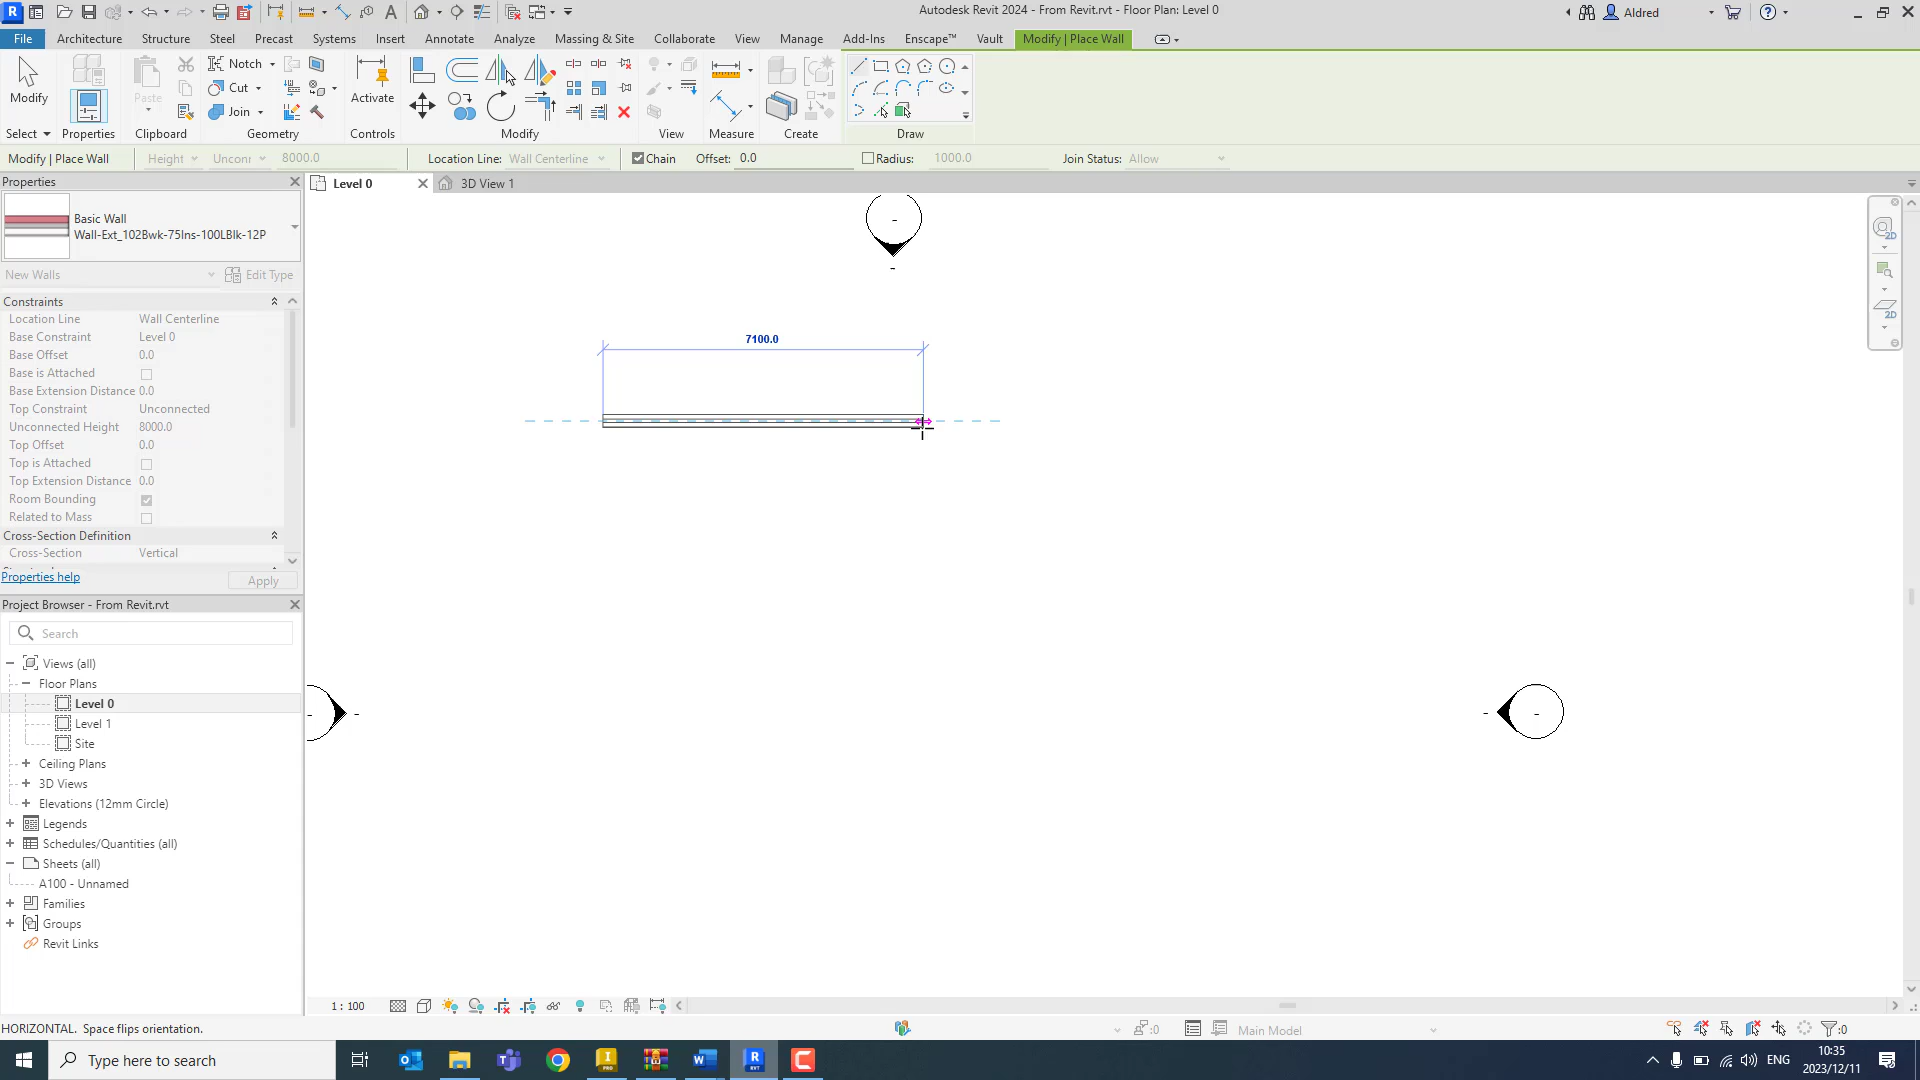 Autodesk Revit 2024 - From Revit.rvt - Floor Plan: Level 0
Aldred
File Architecture Structure Steel Precast Systems Insert Annotate Analyze Massing & Site Collaborate View Manage Add-Ins Enscape™ Vault Modify | Place Wall
Modify
Paste
Notch
Cut
Join
Activate
Select Properties Clipboard Geometry Controls Modify View Measure Create Draw
Modify | Place Wall Height Unconr 8000.0 Location Line: Wall Centerline Chain Offset: 0.0 Radius: 1000.0 Join Status: Allow
Properties
Level 0
3D View 1
Basic Wall
Wall-Ext_102Bwk-75Ins-100LBlk-12P
New Walls Edit Type
Constraints
Location Line Wall Centerline
Base Constraint Level 0
Base Offset 0.0
Base is Attached
Base Extension Distance 0.0
Top Constraint Unconnected
Unconnected Height 8000.0
Top Offset 0.0
Top is Attached
Top Extension Distance 0.0
Room Bounding
Related to Mass
Cross-Section Definition
Cross-Section Vertical
Properties help Apply
7100.0
2D
2D
Project Browser - From Revit.rvt
Search
Views (all)
Floor Plans
Level 0
Level 1
Site
Ceiling Plans
3D Views
Elevations (12mm Circle)
Legends
Schedules/Quantities (all)
Sheets (all)
A100 - Unnamed
Families
Groups
Revit Links
1 : 100
HORIZONTAL. Space flips orientation.
:0
Main Model
:0
Type here to search
ENG
10:35
2023/12/11